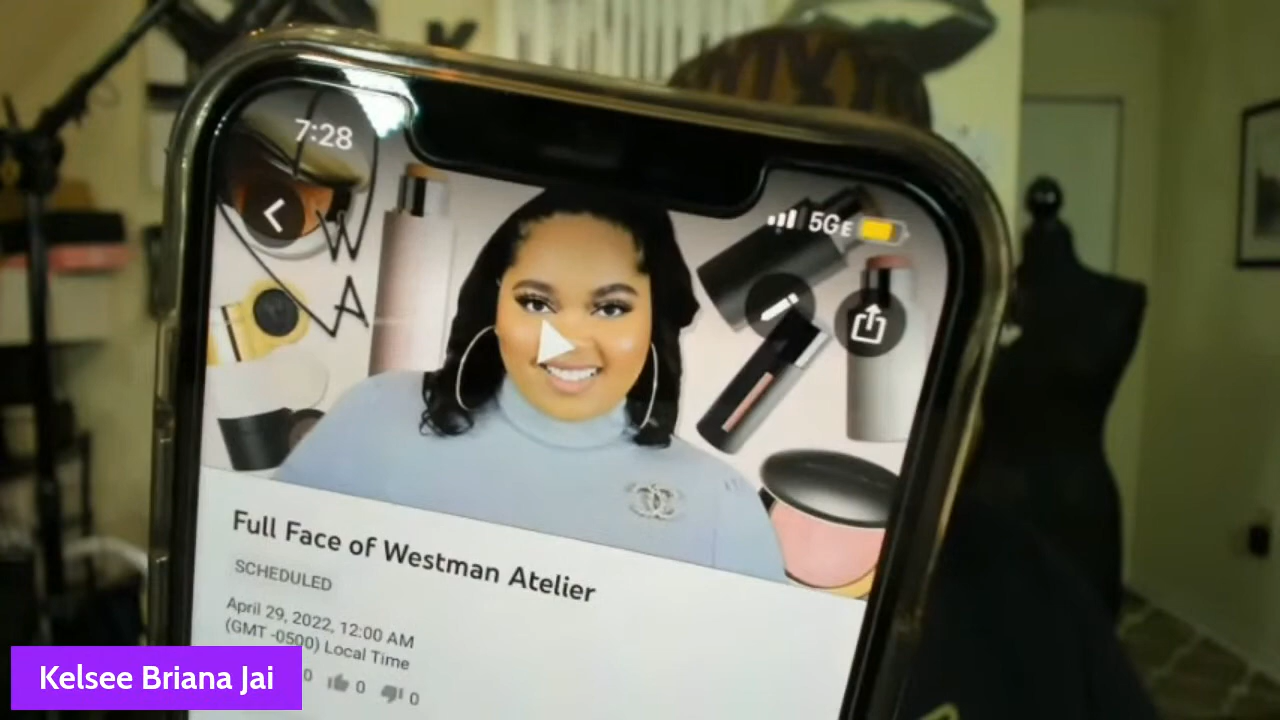 7:28
5GE
W
A
Full Face of Westman Atelier
SCHEDULED
April 29, 2022, 12:00 AM
(GMT -0500) Local Time
0 0 0
Kelsee Briana Jai